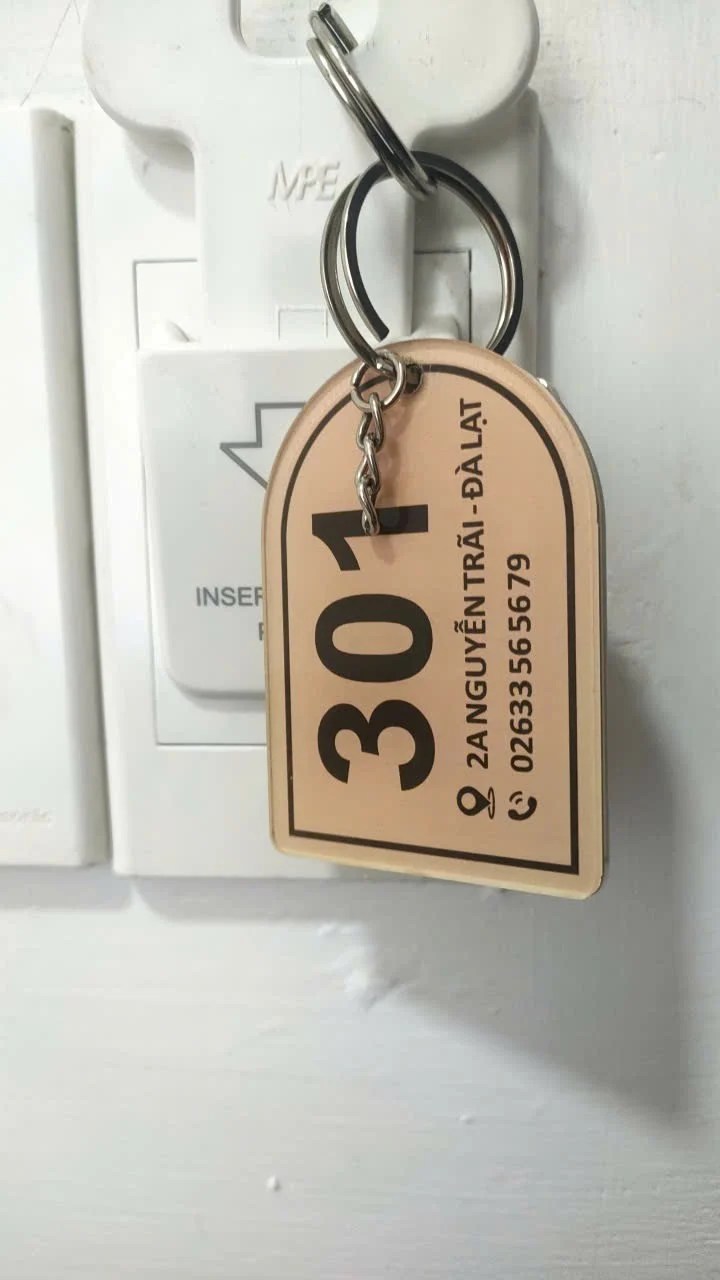 MPE
INSER
301
2A NGUYỄN TRÃI - ĐÀ LẠT
02633 56 56 79